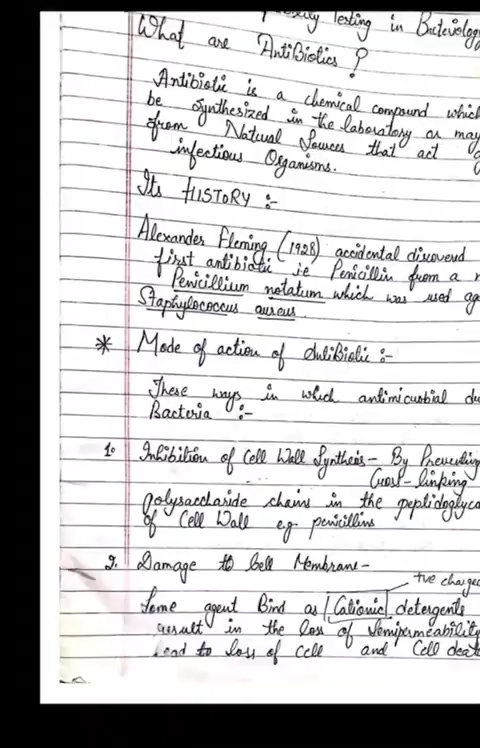 Testing in Bacteriology
What are AntiBiotics ?
Antibiotic is a chemical compound which
be synthesized in the laboratory or may
from Natural Sources that act
infectious Organisms.
Its HISTORY :-
Alexander Fleming (1928) accidental discovered
first antibiotic ie Penicillin from a
Penicillium notatum which was used
Staphylococcus aureus
* Mode of action of AntiBiotic :-
These ways in which antimicrobial
Bacteria :-
1. Inhibition of Cell Wall Synthesis - By Preventing
Cross-linking
polysaccharide chains in the peptidoglyca
of Cell Wall e.g penicillins
2. Damage to Cell Membrane -
+ve charged
Some agent Bind as Cationic detergents
result in the loss of Semipermeability
lead to loss of cell and Cell death